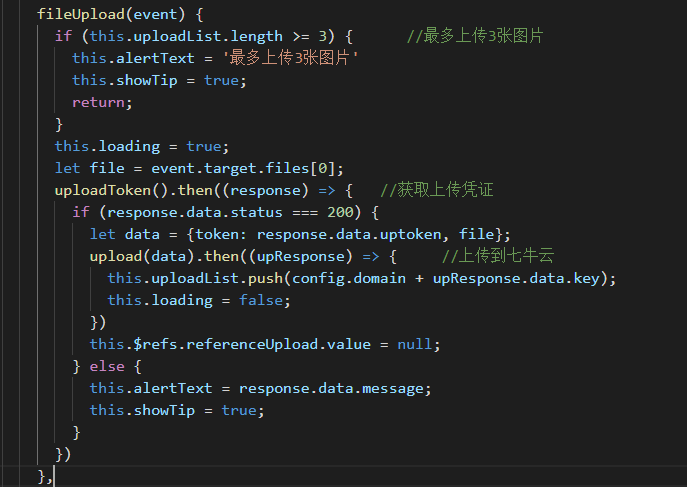 fileUpload(event) {
if (this.uploadList.length >= 3) { //最多上传3张图片
this.alertText = '最多上传3张图片'
this.showTip = true;
return;
}
this.loading = true;
let file = event.target.files[0];
uploadToken().then((response) => { //获取上传凭证
if (response.data.status === 200) {
let data = {token: response.data.uptoken, file};
upload(data).then((upResponse) => { //上传到七牛云
this.uploadList.push(config.domain + upResponse.data.key);
this.loading = false;
})
this.$refs.referenceUpload.value = null;
} else {
this.alertText = response.data.message;
this.showTip = true;
}
})
},